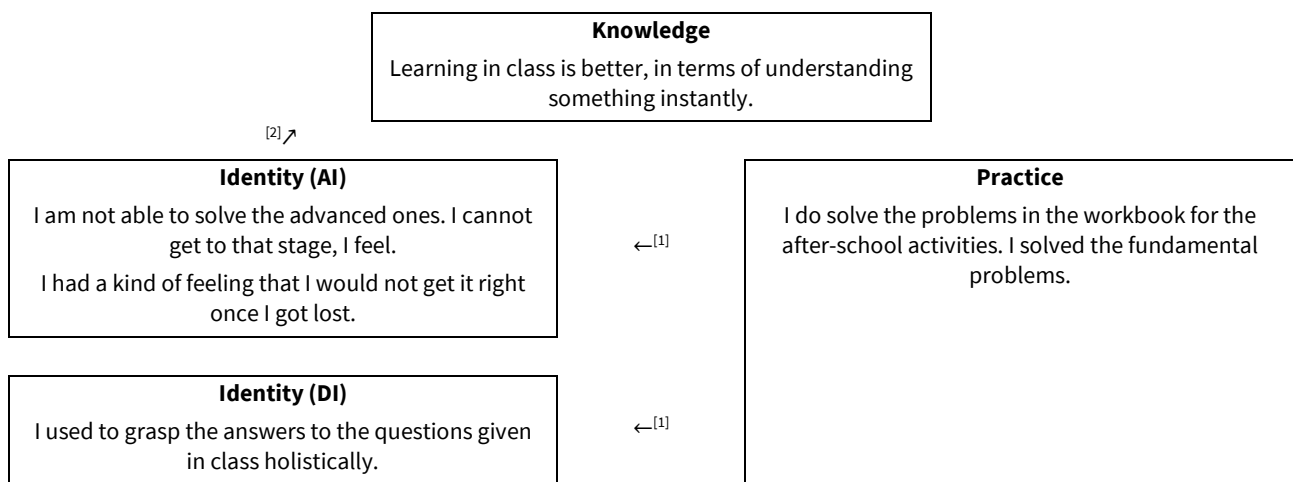 Knowledge
Learning in class is better, in terms of understanding
something instantly.
[2]↗
Identity (AI)
I am not able to solve the advanced ones. I cannot
get to that stage, I feel.
I had a kind of feeling that I would not get it right
once I got lost.
←[1]
Practice
I do solve the problems in the workbook for the
after-school activities. I solved the fundamental
problems.
Identity (DI)
I used to grasp the answers to the questions given
in class holistically.
←[1]